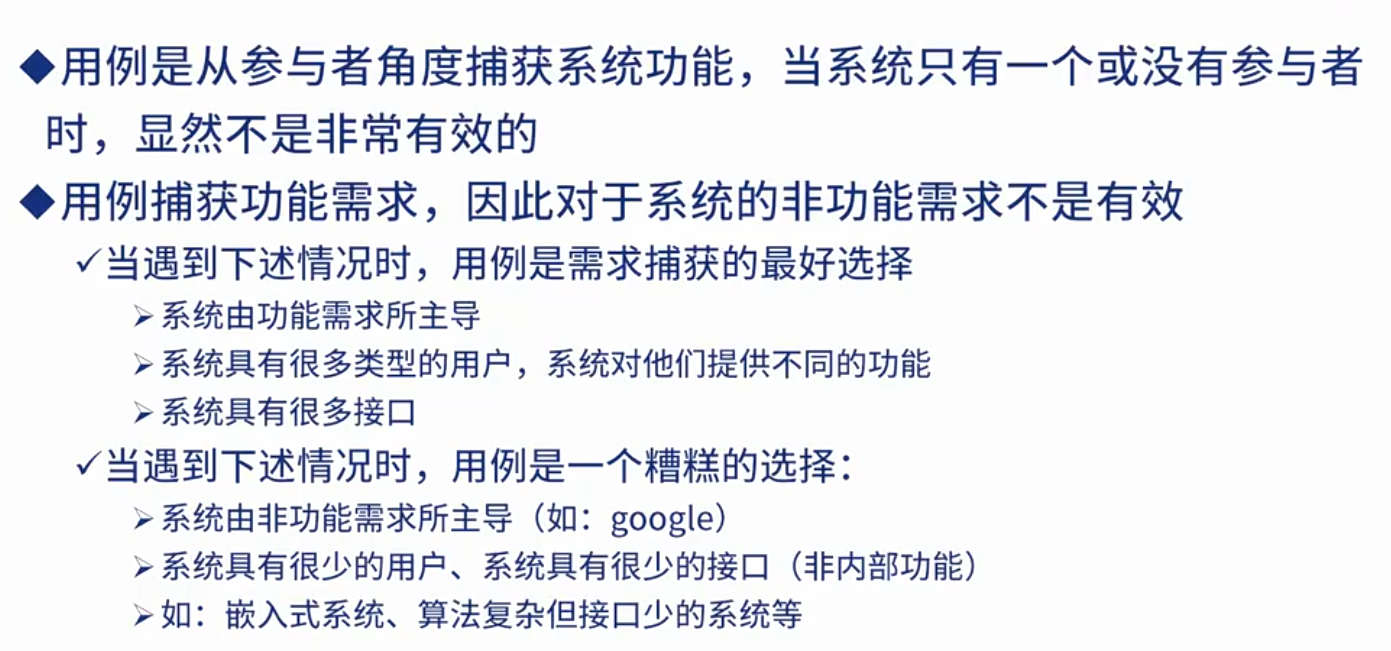 ◆用例是从参与者角度捕获系统功能，当系统只有一个或没有参与者
时，显然不是非常有效的
◆用例捕获功能需求，因此对于系统的非功能需求不是有效
✓当遇到下述情况时，用例是需求捕获的最好选择
➢系统由功能需求所主导
➢系统具有很多类型的用户，系统对他们提供不同的功能
➢系统具有很多接口
✓当遇到下述情况时，用例是一个糟糕的选择：
➢系统由非功能需求所主导（如：google）
➢系统具有很少的用户、系统具有很少的接口（非内部功能）
➢如：嵌入式系统、算法复杂但接口少的系统等